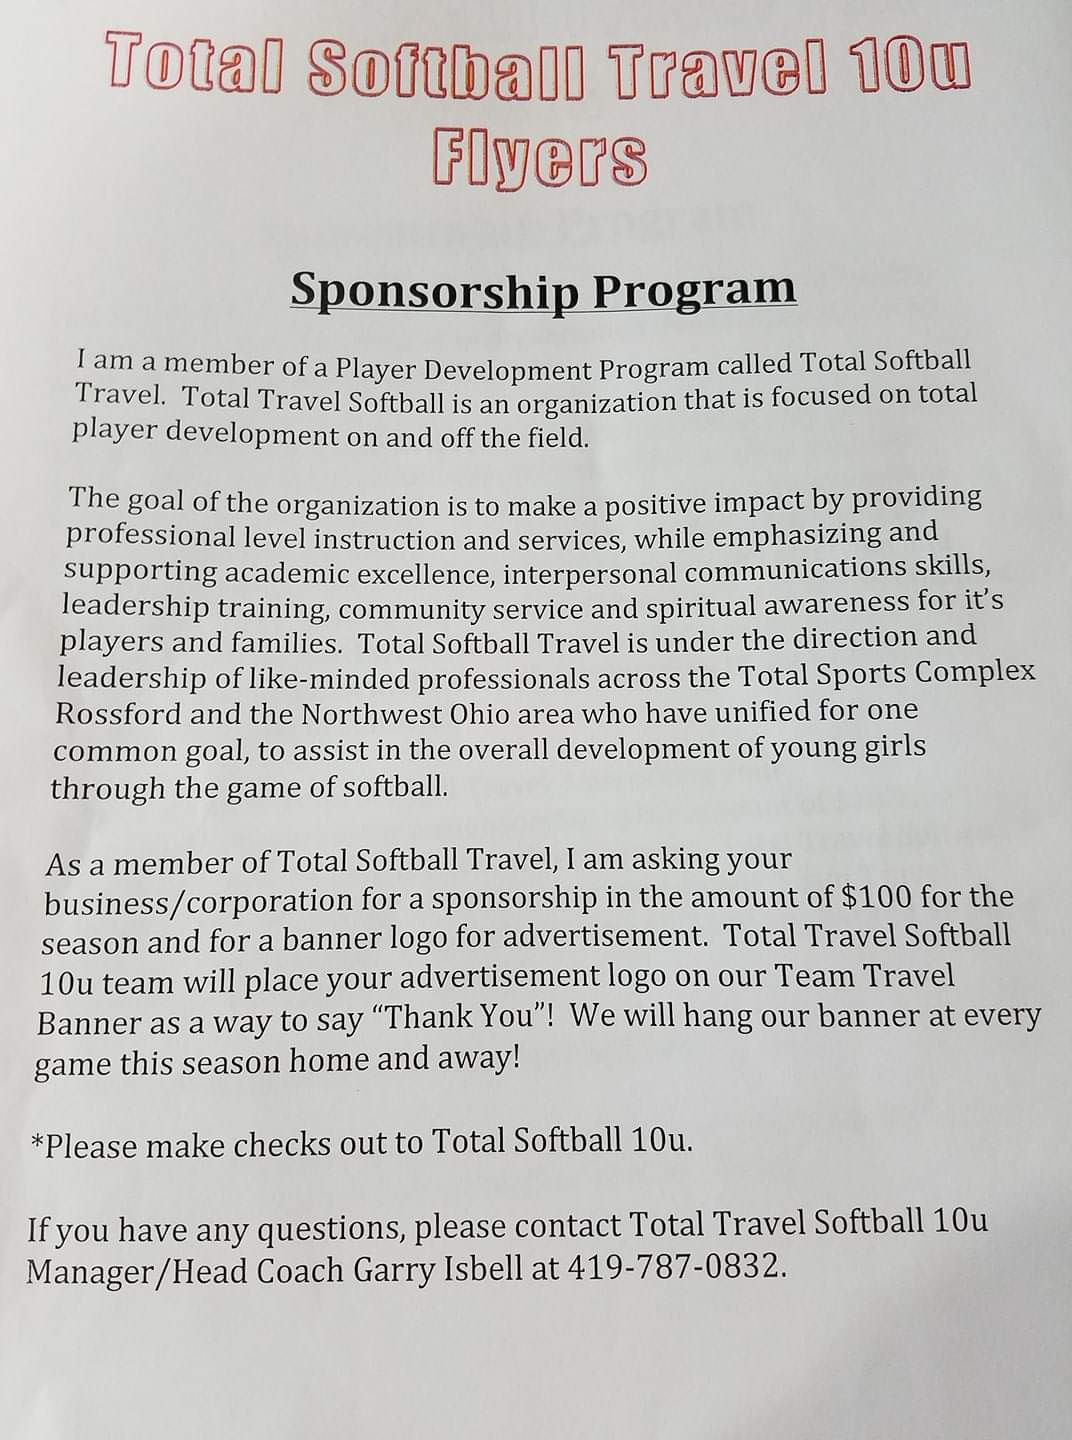 Total Softball Travel 10u
Flyers
Sponsorship Program
I am a member of a Player Development Program called Total Softball
Travel. Total Travel Softball is an organization that is focused on total
player development on and off the field.
The goal of the organization is to make a positive impact by providing
professional level instruction and services, while emphasizing and
supporting academic excellence, interpersonal communications skills,
leadership training, community service and spiritual awareness for it's
players and families. Total Softball Travel is under the direction and
leadership of like-minded professionals across the Total Sports Complex
Rossford and the Northwest Ohio area who have unified for one
common goal, to assist in the overall development of young girls
through the game of softball.
As a member of Total Softball Travel, I am asking your
business/corporation for a sponsorship in the amount of $100 for the
season and for a banner logo for advertisement. Total Travel Softball
10u team will place your advertisement logo on our Team Travel
Banner as a way to say “Thank You”! We will hang our banner at every
game this season home and away!
*Please make checks out to Total Softball 10u.
If you have any questions, please contact Total Travel Softball 10u
Manager/Head Coach Garry Isbell at 419-787-0832.